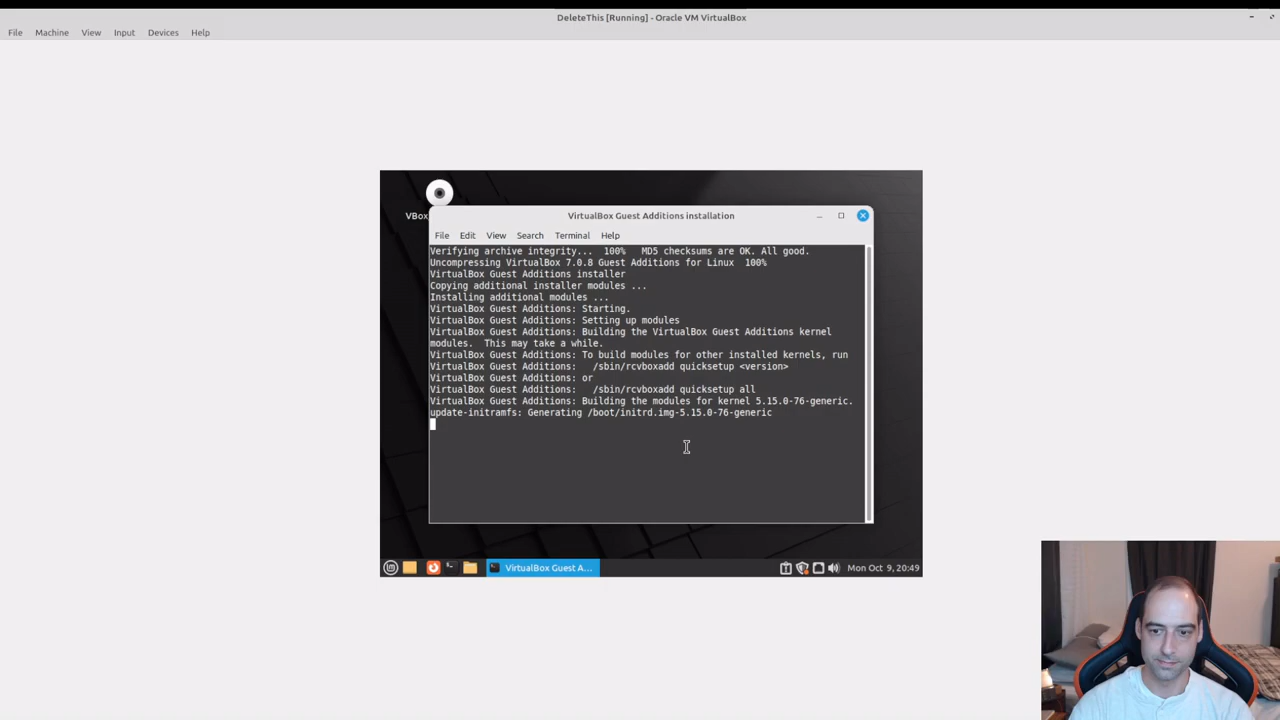 DeleteThis [Running] - Oracle VM VirtualBox
File Machine View Input Devices Help
VBox
VirtualBox Guest Additions installation
File Edit View Search Terminal Help
Verifying archive integrity... 100% MD5 checksums are OK. All good.
Uncompressing VirtualBox 7.0.8 Guest Additions for Linux 100%
VirtualBox Guest Additions installer
Copying additional installer modules ...
Installing additional modules ...
VirtualBox Guest Additions: Starting.
VirtualBox Guest Additions: Setting up modules
VirtualBox Guest Additions: Building the VirtualBox Guest Additions kernel
modules. This may take a while.
VirtualBox Guest Additions: To build modules for other installed kernels, run
VirtualBox Guest Additions: /sbin/rcvboxadd quicksetup <version>
VirtualBox Guest Additions: or
VirtualBox Guest Additions: /sbin/rcvboxadd quicksetup all
VirtualBox Guest Additions: Building the modules for kernel 5.15.0-76-generic.
update-initramfs: Generating /boot/initrd.img-5.15.0-76-generic
VirtualBox Guest A...
Mon Oct 9, 20:49